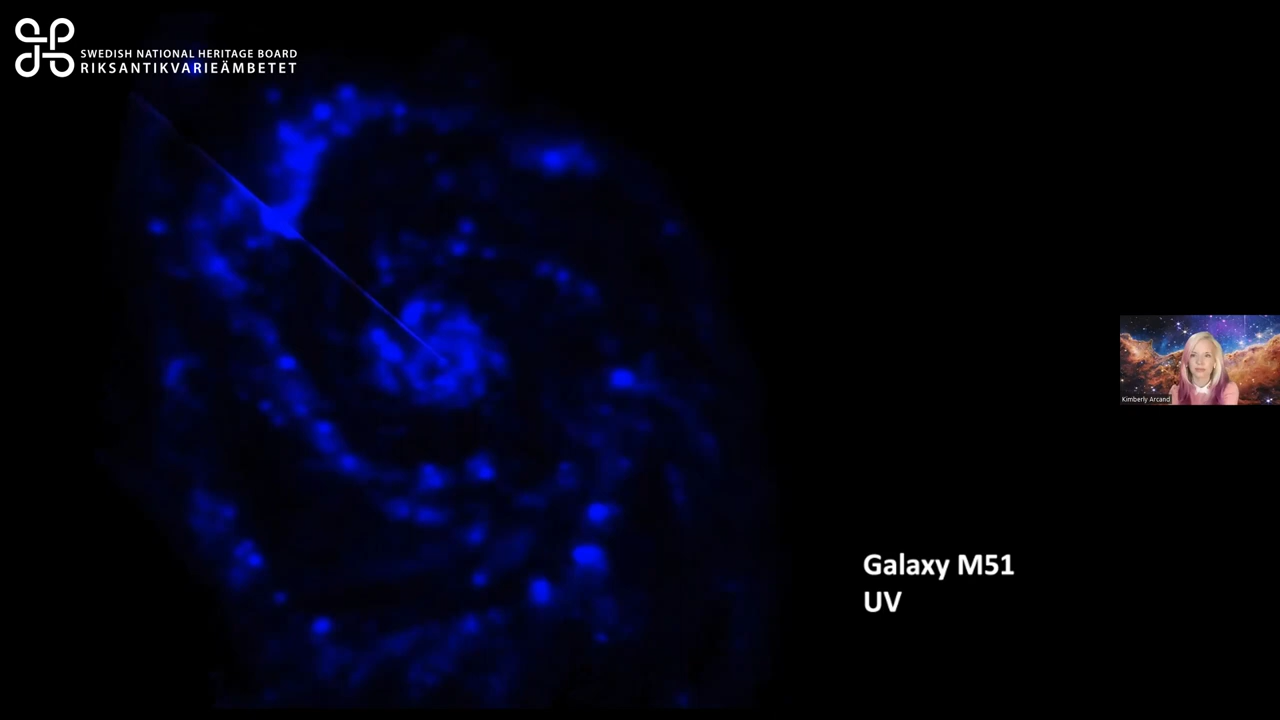 SWEDISH NATIONAL HERITAGE BOARD
RIKSANTIKVARIEÄMBETET
Kimberly Arcand
Galaxy M51
UV